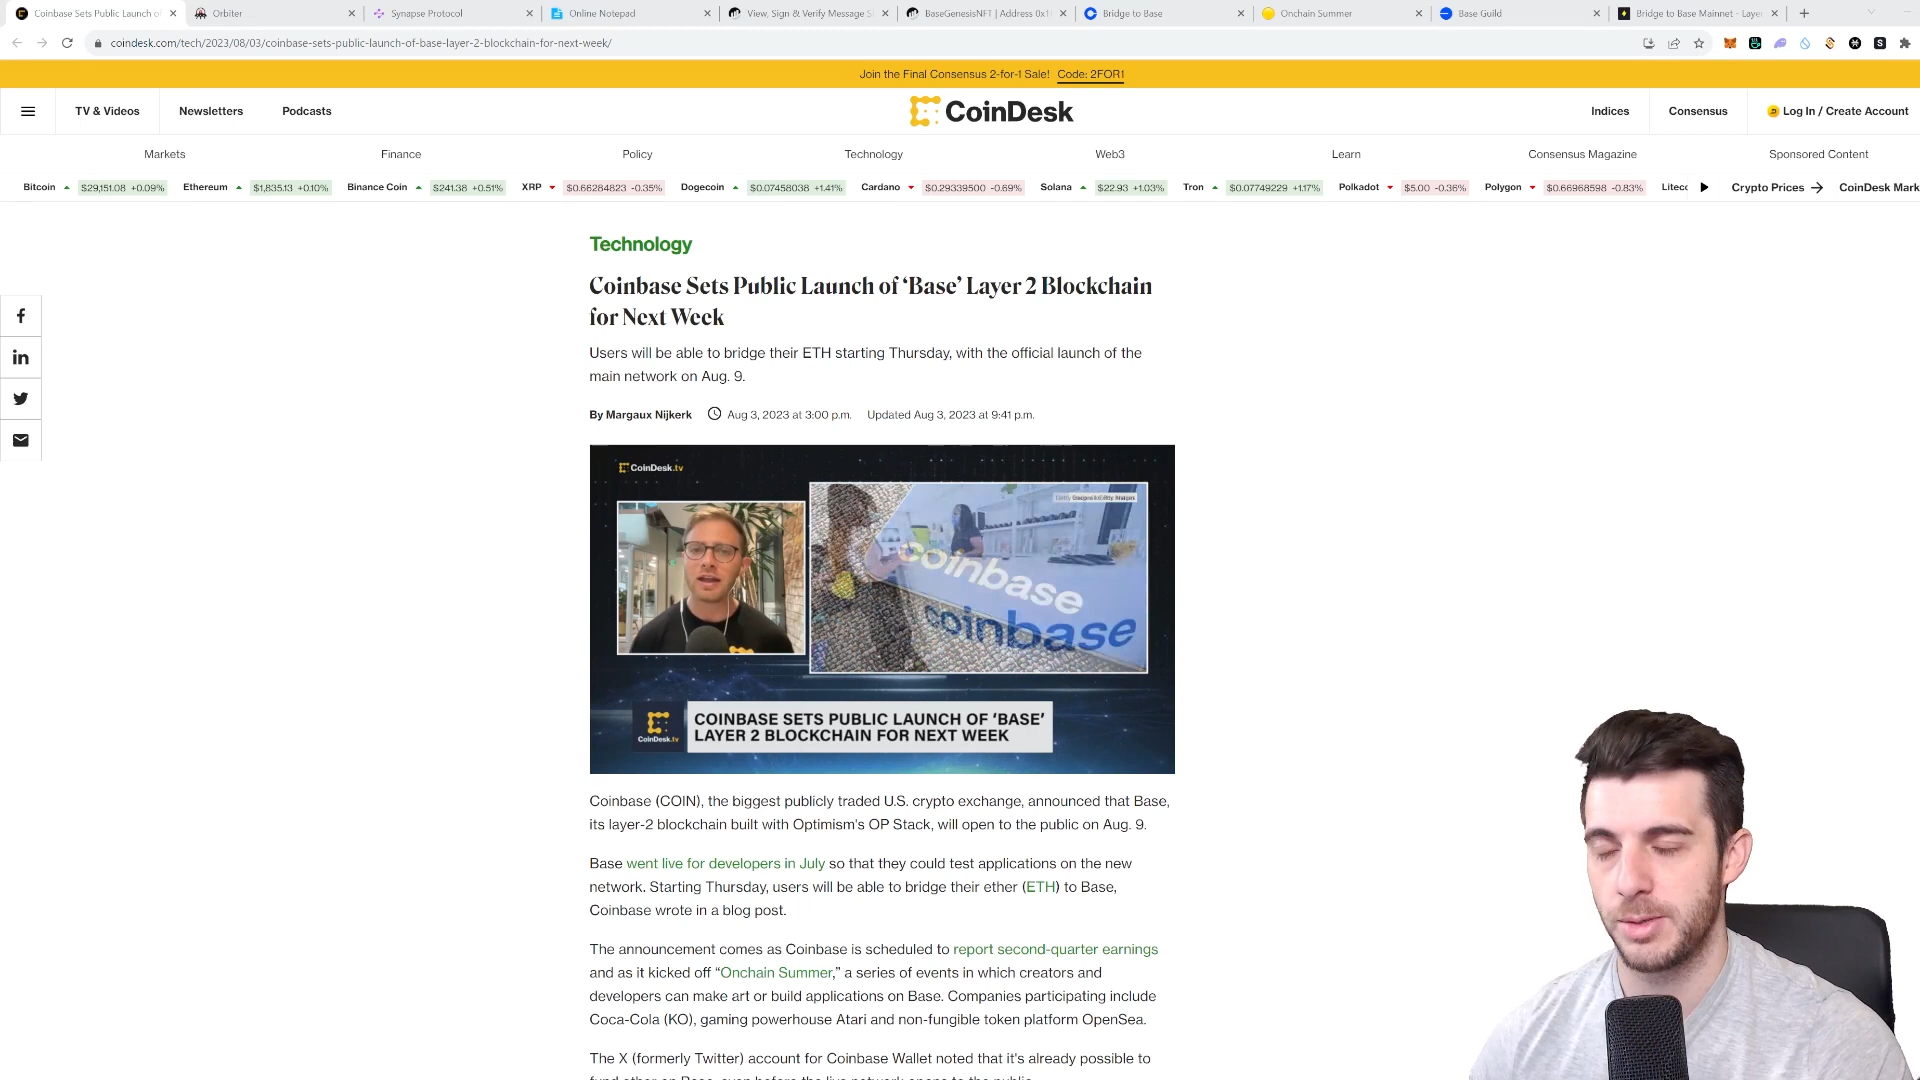 Coinbase Sets Public Launch of
Orbiter
Synapse Protocol
Online Notepad
View, Sign & Verify Message S
BaseGenesisNFT | Address 0x1
Bridge to Base
Onchain Summer
Base Guild
Bridge to Base Mainnet - Layer
coindesk.com/tech/2023/08/03/coinbase-sets-public-launch-of-base-layer-2-blockchain-for-next-week/
Join the Final Consensus 2-for-1 Sale! Code: 2FOR1
TV & Videos
Newsletters
Podcasts
CoinDesk
Indices
Consensus
Log In / Create Account
Markets
Finance
Policy
Technology
Web3
Learn
Consensus Magazine
Sponsored Content
Bitcoin $29,151.08 +0.09%
Ethereum $1,835.13 +0.10%
Binance Coin $241.38 +0.51%
XRP $0.66284823 -0.35%
Dogecoin $0.07458038 +1.41%
Cardano $0.29339500 -0.69%
Solana $22.93 +1.03%
Tron $0.07749229 +1.17%
Polkadot $5.00 -0.36%
Polygon $0.66968598 -0.83%
Litecc
Crypto Prices
CoinDesk Mark
Technology
Coinbase Sets Public Launch of ‘Base’ Layer 2 Blockchain
for Next Week
Users will be able to bridge their ETH starting Thursday, with the official launch of the
main network on Aug. 9.
By Margaux Nijkerk Aug 3, 2023 at 3:00 p.m. Updated Aug 3, 2023 at 9:41 p.m.
CoinDesk.tv
coinbase
coinbase
CoinDesk.tv
COINBASE SETS PUBLIC LAUNCH OF ‘BASE’
LAYER 2 BLOCKCHAIN FOR NEXT WEEK
Coinbase (COIN), the biggest publicly traded U.S. crypto exchange, announced that Base,
its layer-2 blockchain built with Optimism's OP Stack, will open to the public on Aug. 9.
Base went live for developers in July so that they could test applications on the new
network. Starting Thursday, users will be able to bridge their ether (ETH) to Base,
Coinbase wrote in a blog post.
The announcement comes as Coinbase is scheduled to report second-quarter earnings
and as it kicked off “Onchain Summer,” a series of events in which creators and
developers can make art or build applications on Base. Companies participating include
Coca-Cola (KO), gaming powerhouse Atari and non-fungible token platform OpenSea.
The X (formerly Twitter) account for Coinbase Wallet noted that it's already possible to